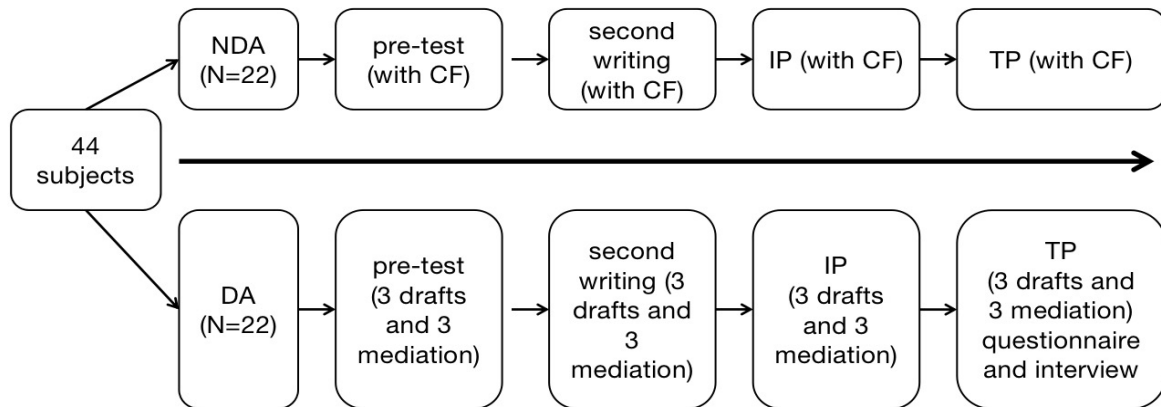 44
subjects
NDA
(N=22)
pre-test
(with CF)
second
writing
(with CF)
IP (with CF)
TP (with CF)
DA
(N=22)
pre-test
(3 drafts
and 3
mediation)
second
writing (3
drafts and
3
mediation)
IP
(3 drafts
and 3
mediation)
TP
(3 drafts and
3 mediation)
questionnaire
and interview